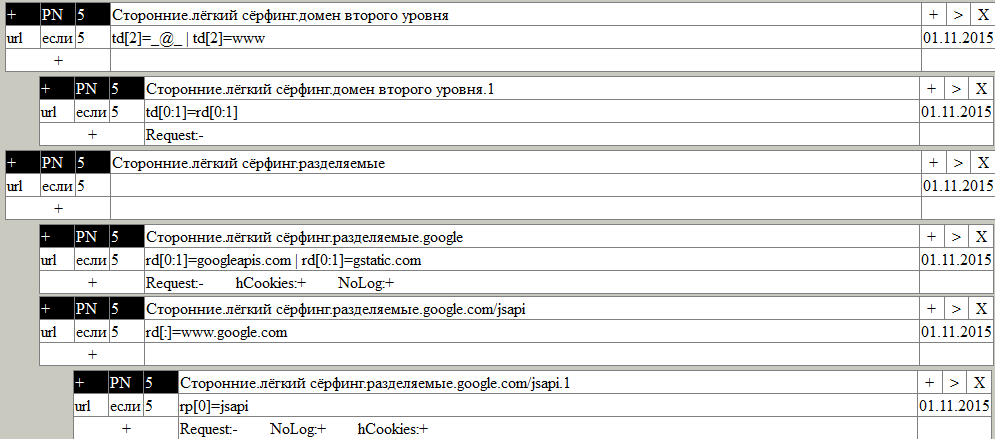 + PN 5 Сторонние.лёгкий сёрфинг.домен второго уровня + > X
url если 5 td[2]=_@_ | td[2]=www 01.11.2015
+
+ PN 5 Сторонние.лёгкий сёрфинг.домен второго уровня.1 + > X
url если 5 td[0:1]=rd[0:1] 01.11.2015
+ Request:-
+ PN 5 Сторонние.лёгкий сёрфинг.разделяемые + > X
url если 5 01.11.2015
+
+ PN 5 Сторонние.лёгкий сёрфинг.разделяемые.google + > X
url если 5 rd[0:1]=googleapis.com | rd[0:1]=gstatic.com 01.11.2015
+ Request:- hCookies:+ NoLog:+
+ PN 5 Сторонние.лёгкий сёрфинг.разделяемые.google.com/jsapi + > X
url если 5 rd[:]=www.google.com 01.11.2015
+
+ PN 5 Сторонние.лёгкий сёрфинг.разделяемые.google.com/jsapi.1 + > X
url если 5 rp[0]=jsapi 01.11.2015
+ Request:- NoLog:+ hCookies:+